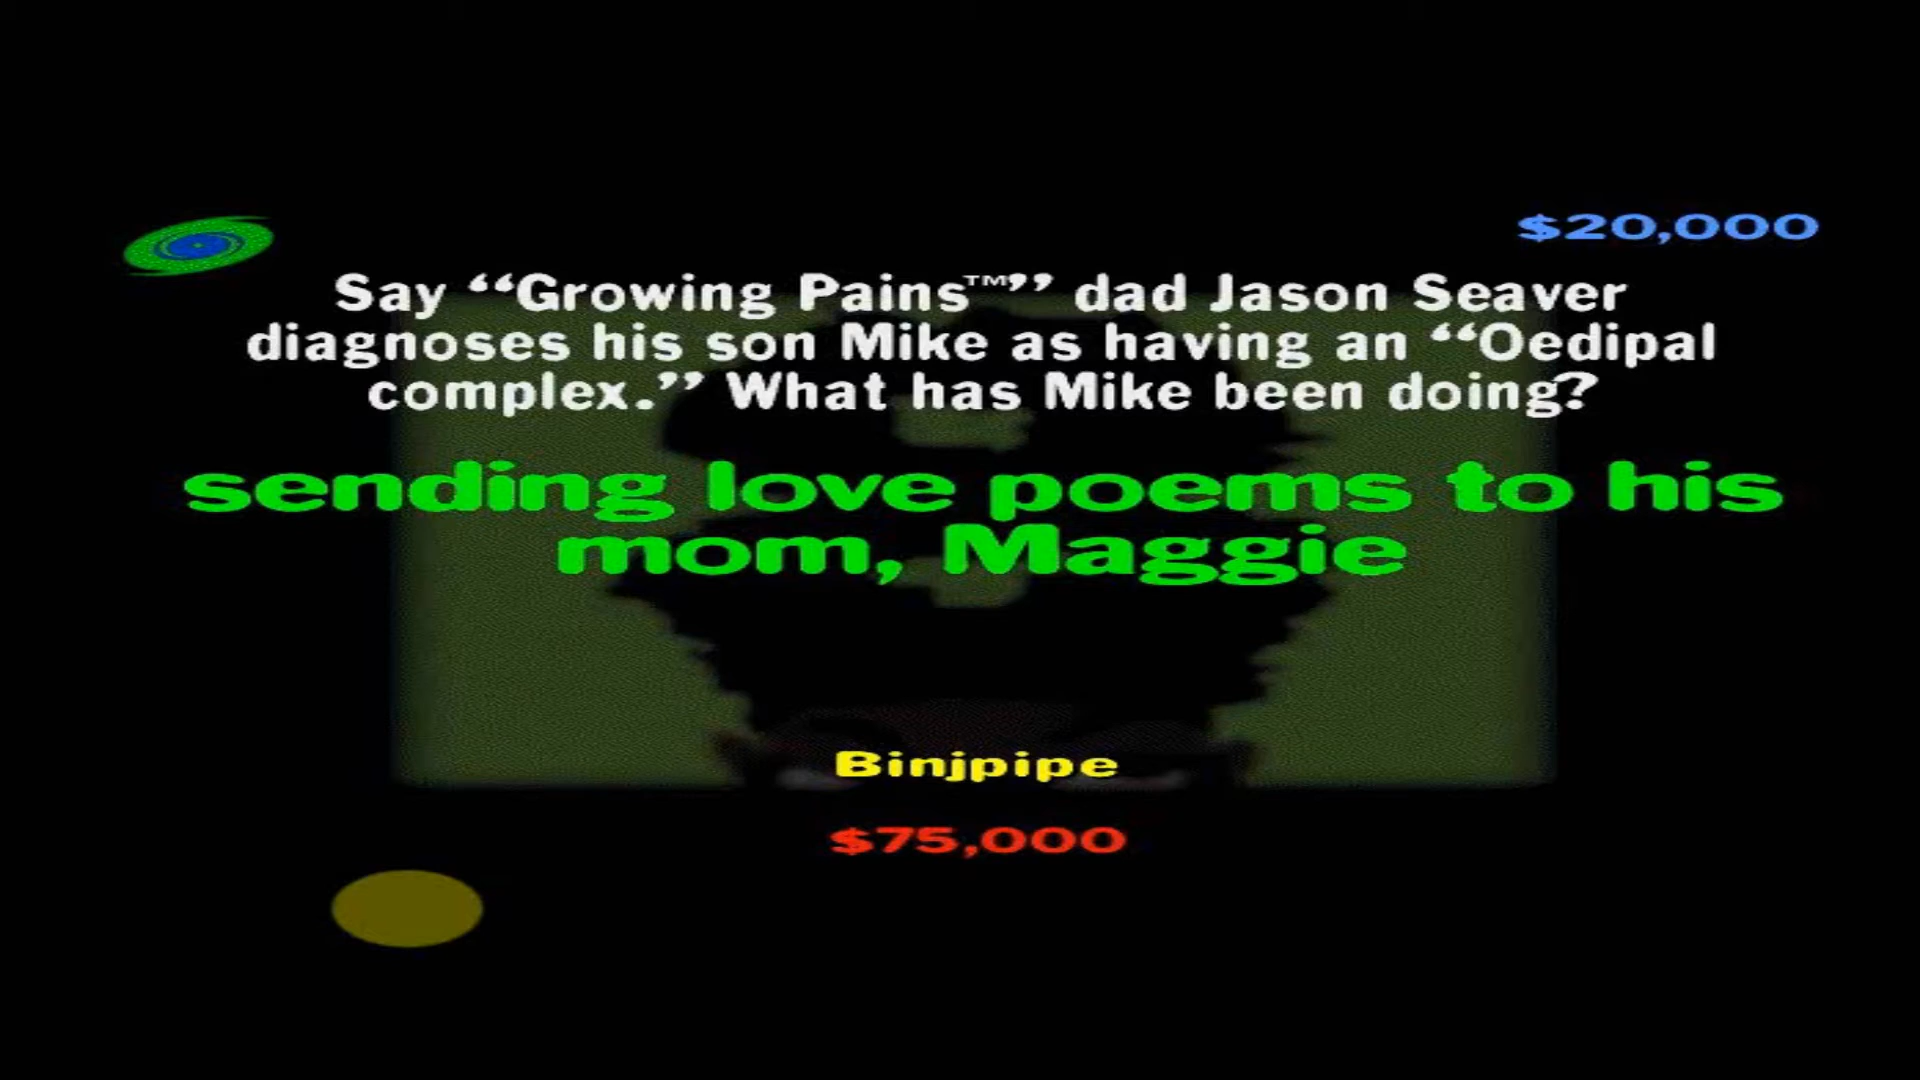 $20,000
Say “Growing Pains™” dad Jason Seaver
diagnoses his son Mike as having an “Oedipal
complex.” What has Mike been doing?
sending love poems to his
mom, Maggie
Binjpipe
$75,000